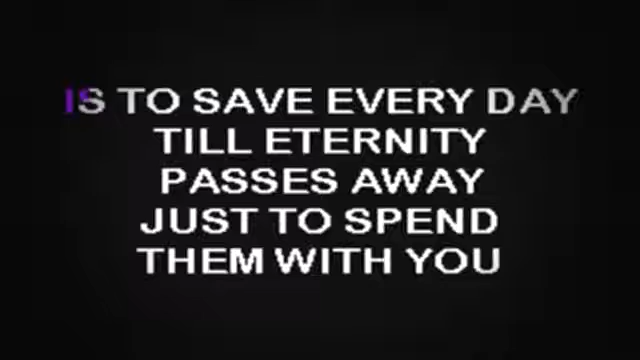 IS TO SAVE EVERY DAY
TILL ETERNITY
PASSES AWAY
JUST TO SPEND
THEM WITH YOU